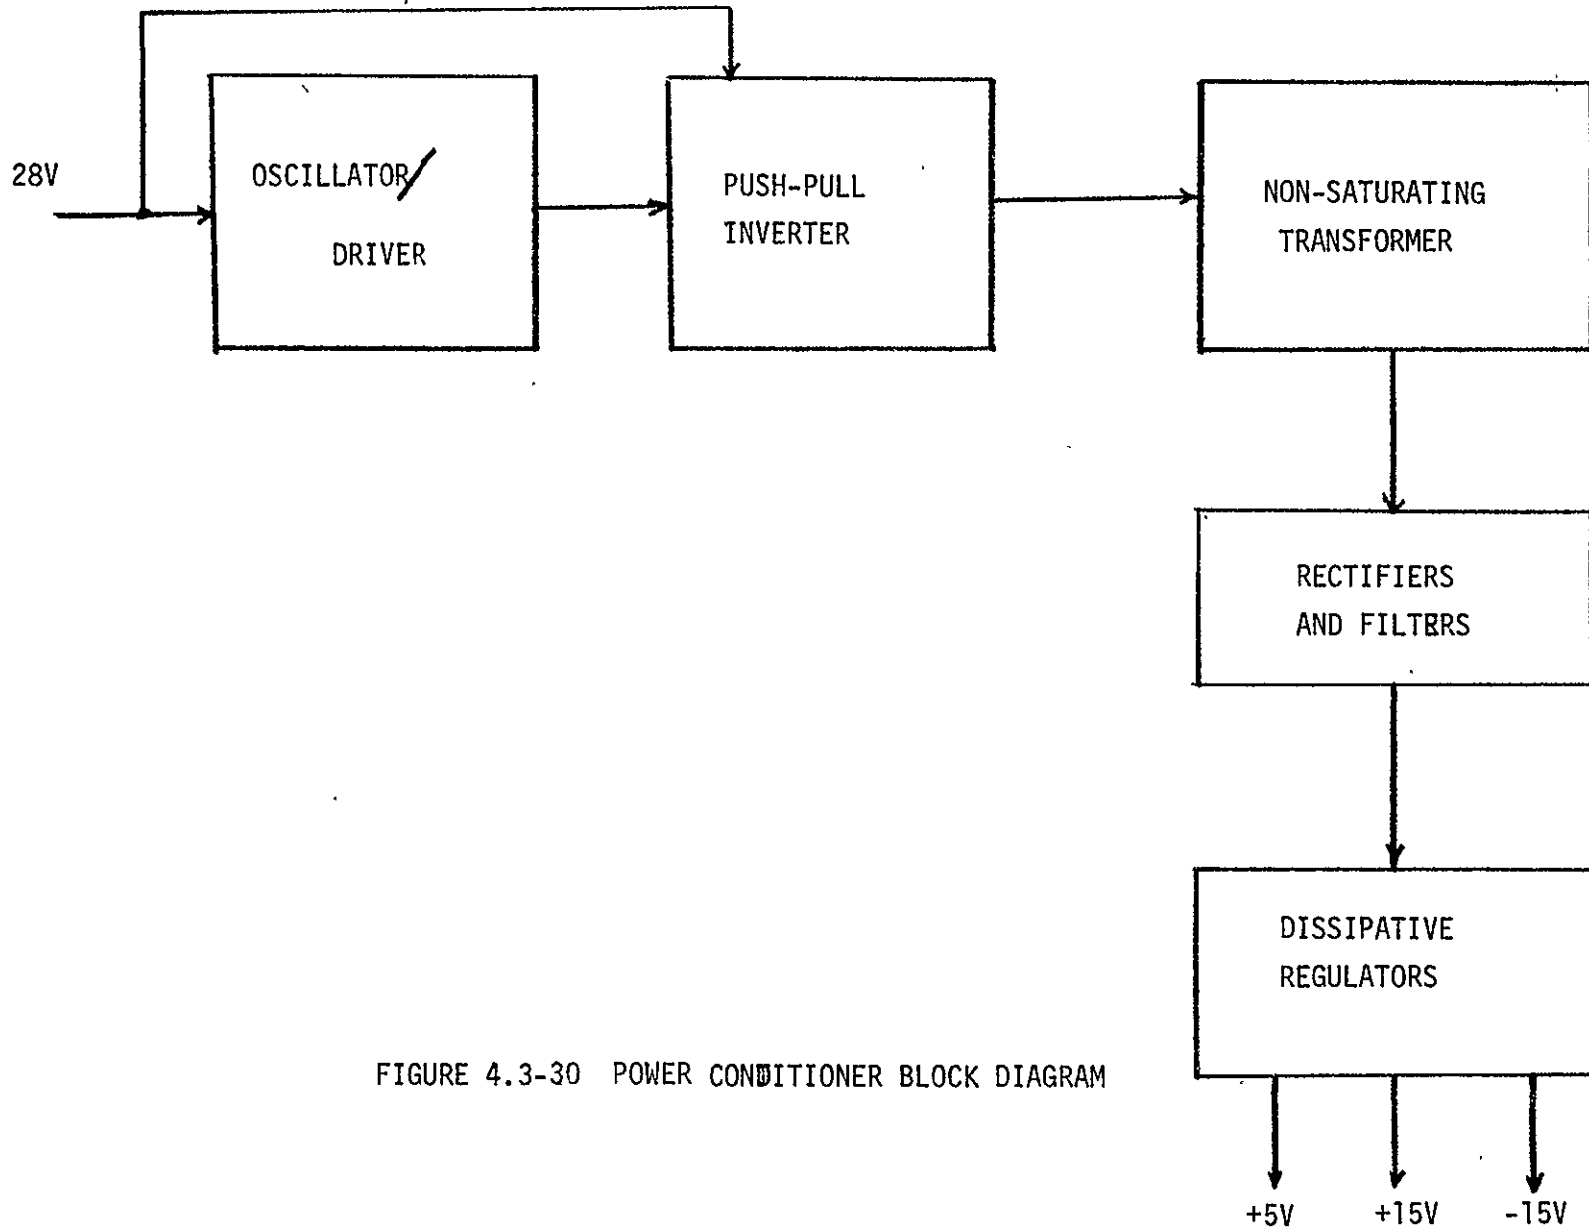 28V
OSCILLATOR/
DRIVER
PUSH-PULL
INVERTER
NON-SATURATING
TRANSFORMER
RECTIFIERS
AND FILTERS
DISSIPATIVE
REGULATORS
+5V
+15V
-15V
FIGURE 4.3-30 POWER CONDITIONER BLOCK DIAGRAM